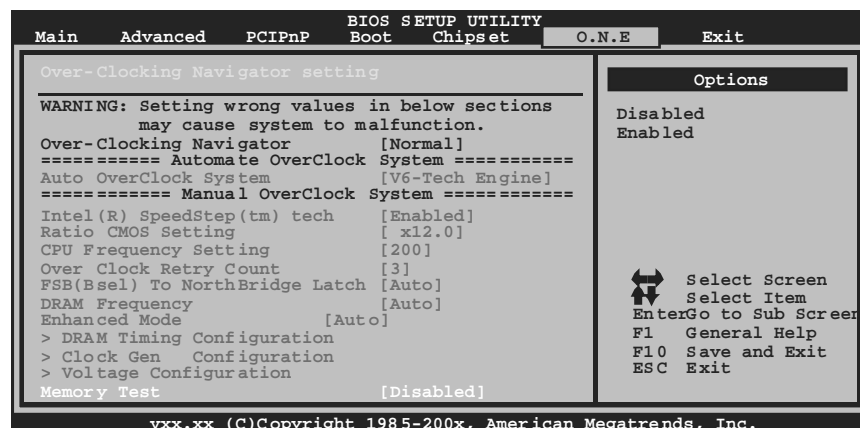 BIOS SETUP UTILITY
Main Advanced PCIPnP Boot Chipset O.N.E Exit
Over-Clocking Navigator setting
WARNING: Setting wrong values in below sections
may cause system to malfunction.
Over-Clocking Navigator [Normal]
=========== Automate OverClock System ===========
Auto OverClock System [V6-Tech Engine]
============ Manual OverClock System ============
Intel(R) SpeedStep(tm) tech [Enabled]
Ratio CMOS Setting [ x12.0]
CPU Frequency Setting [200]
Over Clock Retry Count [3]
FSB(Bsel) To NorthBridge Latch [Auto]
DRAM Frequency [Auto]
Enhanced Mode [Auto]
> DRAM Timing Configuration
> Clock Gen Configuration
> Voltage Configuration
Memory Test [Disabled]
Options
Disabled
Enabled
Select Screen
Select Item
Enter Go to Sub Screen
F1 General Help
F10 Save and Exit
ESC Exit
vxx.xx (C)Copyright 1985-200x, American Megatrends, Inc.